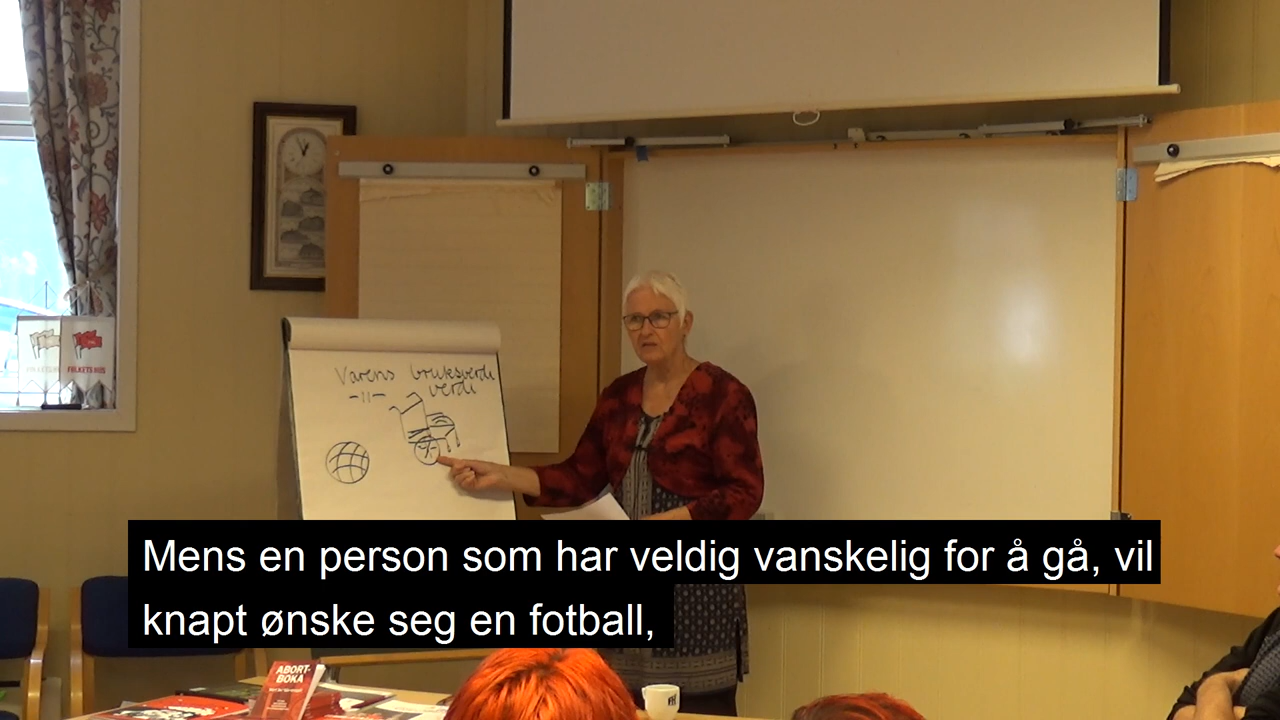 Varens bruksverdi
-11- verdi
FOLKETS HUS
ABORT-
BOKA
Mens en person som har veldig vanskelig for å gå, vil
knapt ønske seg en fotball,